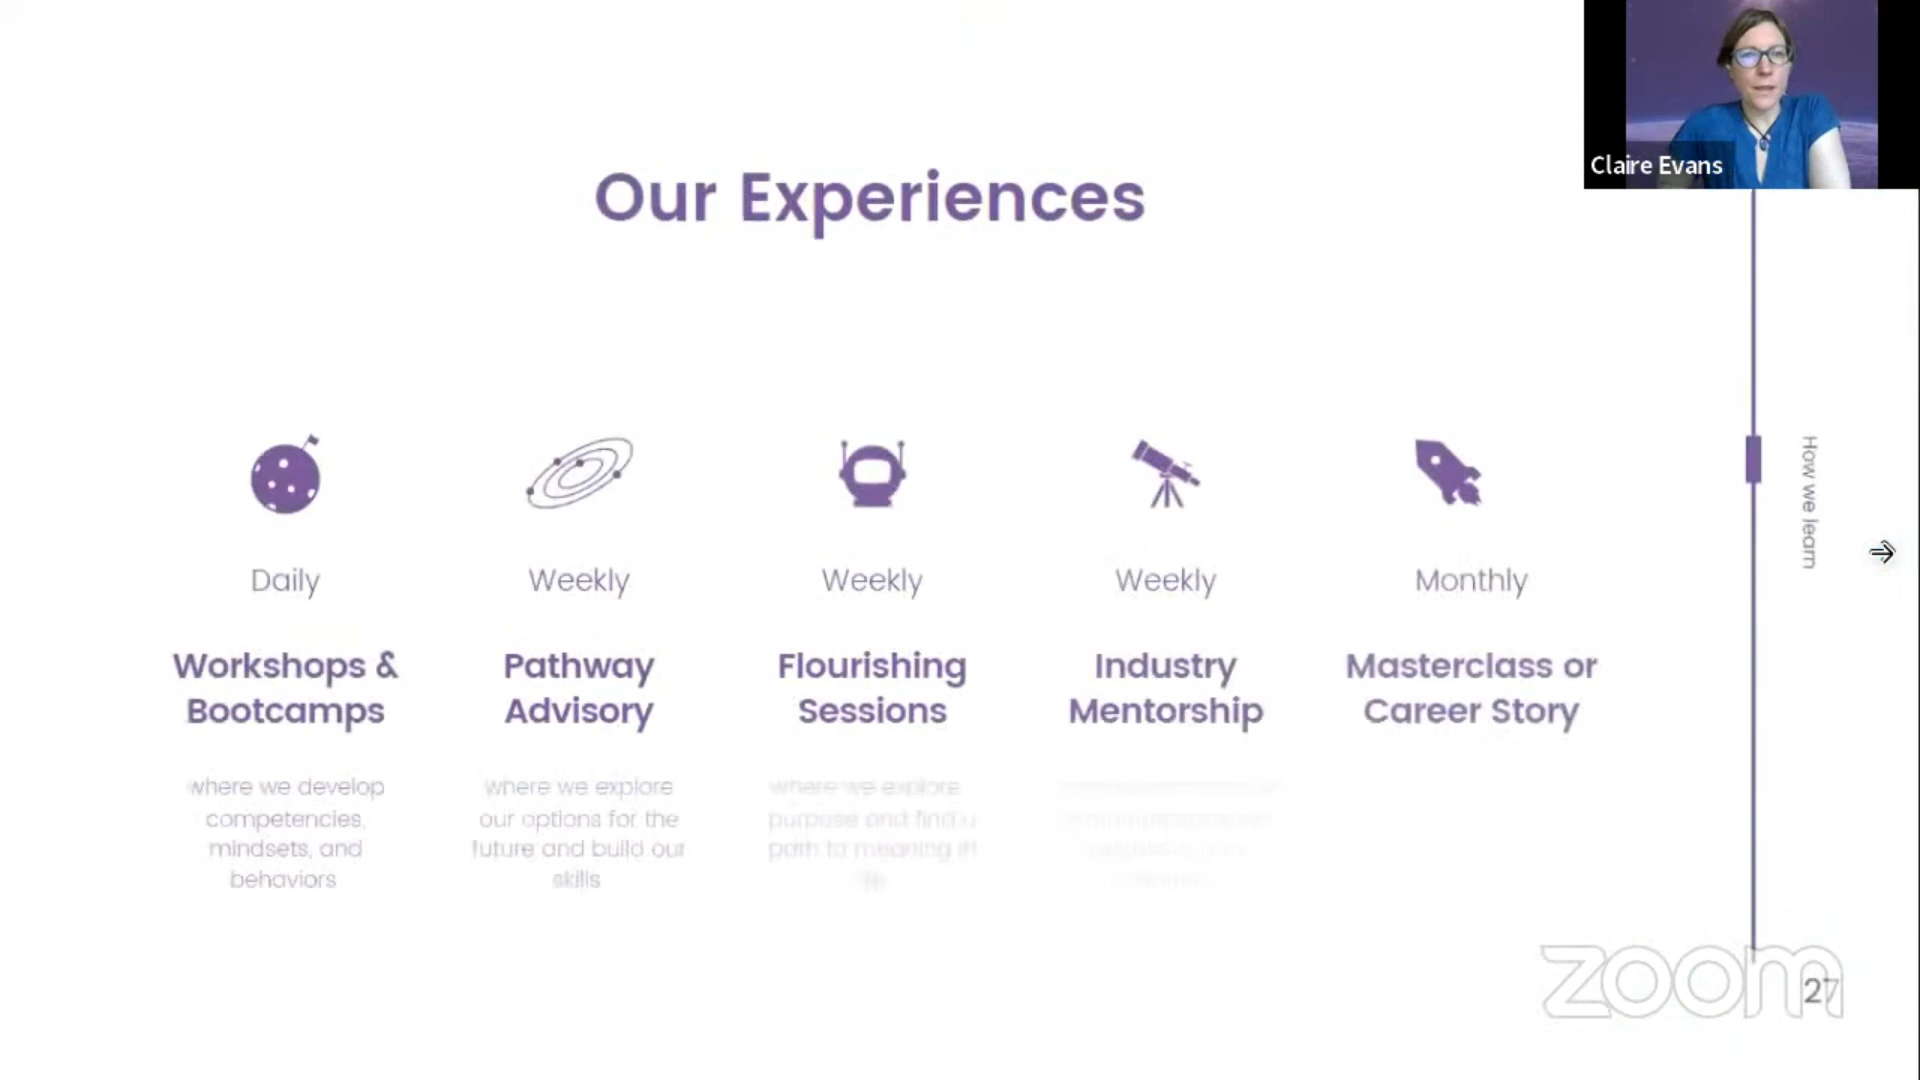 Claire Evans
Our Experiences
How we learn
Daily
Weekly
Weekly
Weekly
Monthly
Workshops &
Bootcamps
Pathway
Advisory
Flourishing
Sessions
Industry
Mentorship
Masterclass or
Career Story
where we develop
competencies,
mindsets, and
behaviors
where we explore
our options for the
future and build our
skills
where we explore
purpose and find a
path to meaning in
zoom
27